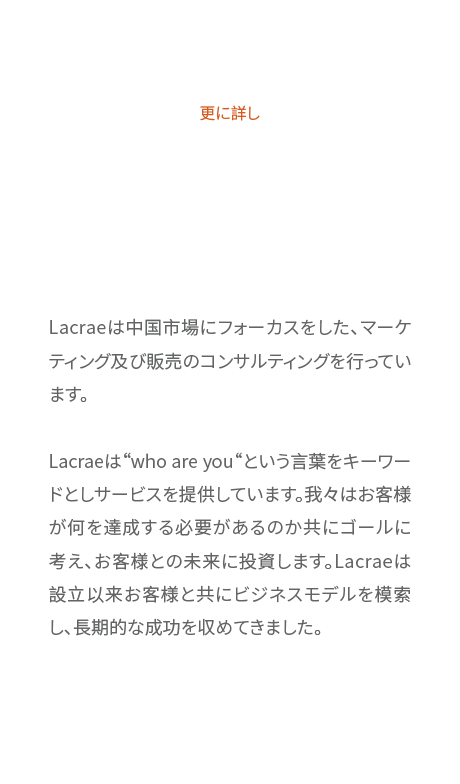 更に詳し
Lacraeは中国市場にフォーカスをした、マーケ
ティング及び販売のコンサルティングを行ってい
ます。
Lacraeは“who are you“という言葉をキーワー
ドとしサービスを提供しています。我々はお客様
が何を達成する必要があるのか共にゴールに
考え、お客様との未来に投資します。Lacraeは
設立以来お客様と共にビジネスモデルを模索
し、長期的な成功を収めてきました。